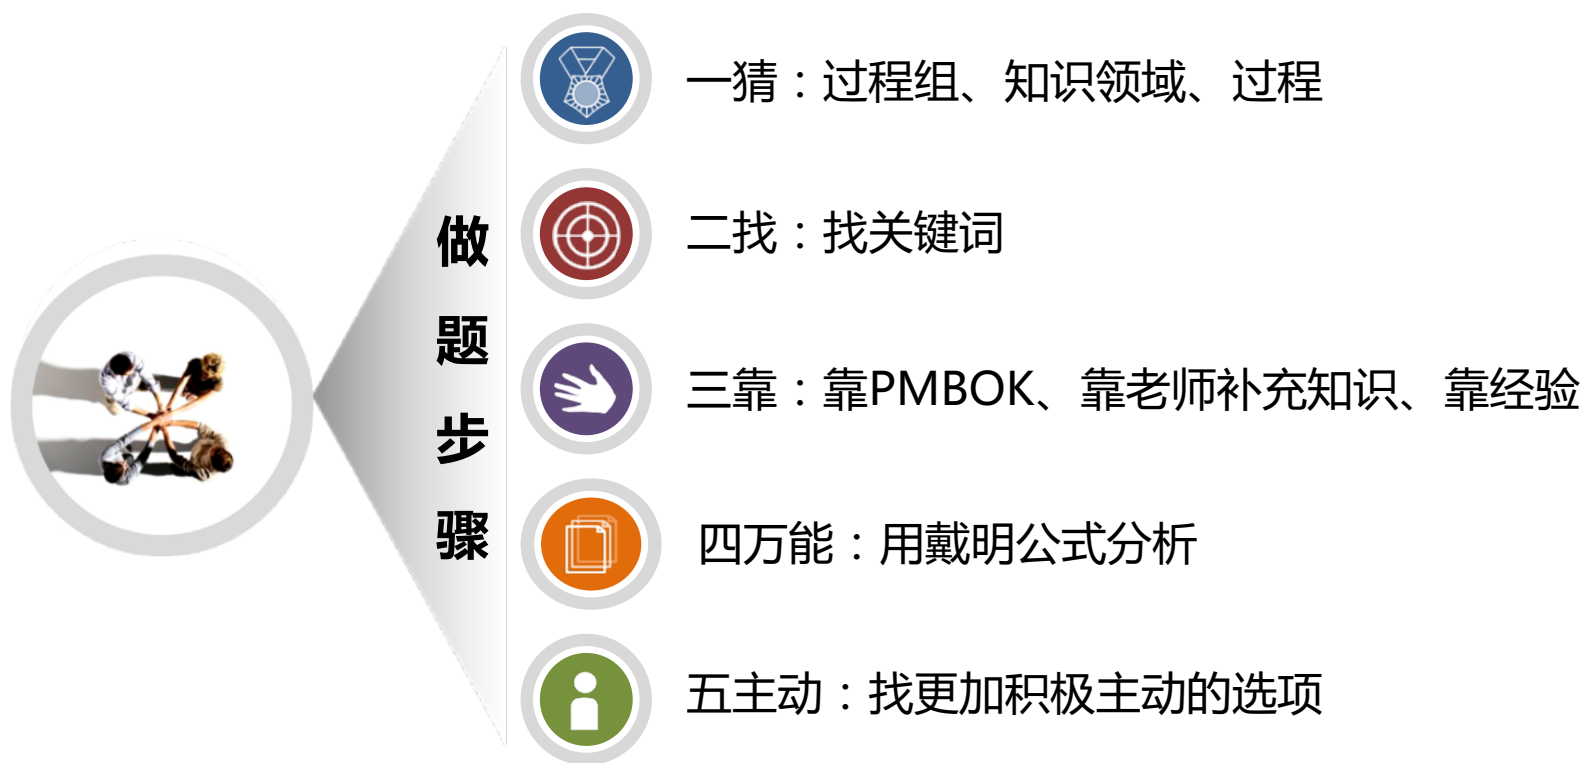 做题步骤
一猜：过程组、知识领域、过程
二找：找关键词
三靠：靠PMBOK、靠老师补充知识、靠经验
四万能：用戴明公式分析
五主动：找更加积极主动的选项